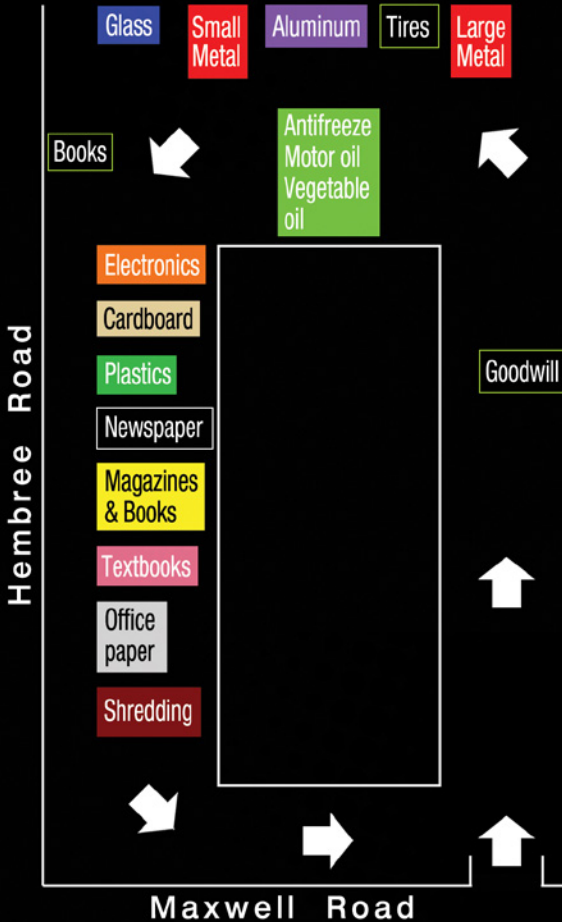 Glass
Small
Metal
Aluminum
Tires
Large
Metal
Books
Antifreeze
Motor oil
Vegetable
oil
Electronics
Cardboard
Plastics
Newspaper
Magazines
& Books
Textbooks
Office
paper
Shredding
Goodwill
Hembree Road
Maxwell Road